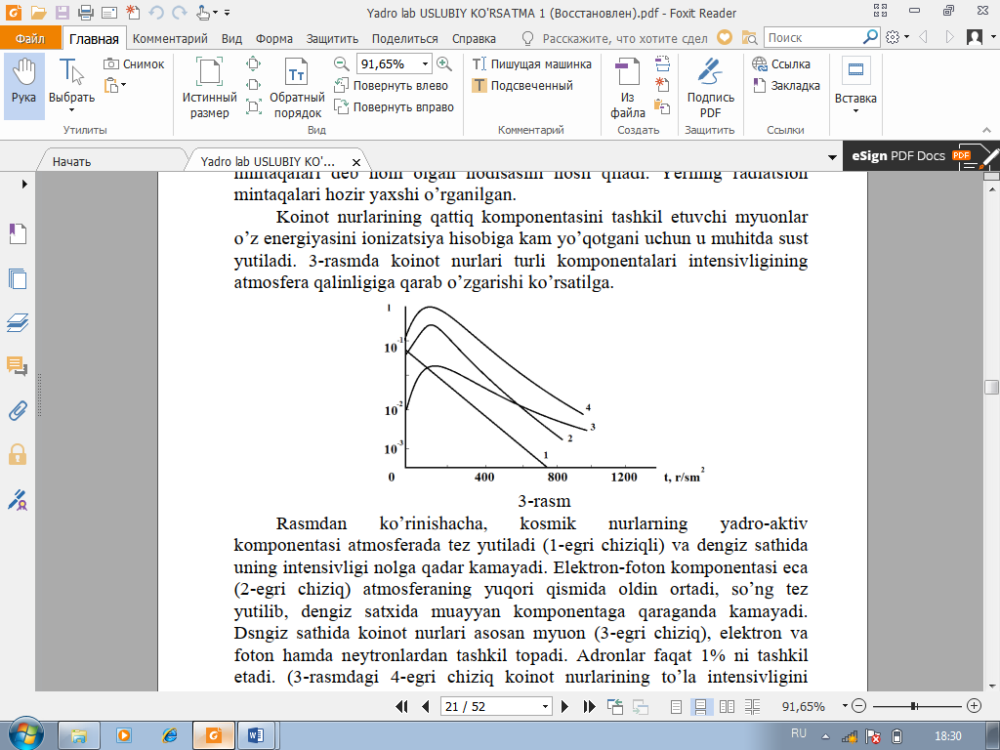 Yadro lab USLUBIY KO'RSATMA 1 (Восстановлен).pdf - Foxit Reader
Файл Главная Комментарий Вид Форма Защитить Поделиться Справка Расскажите, что хотите сдел Поиск
Рука
Выбрать
Снимок
Утилиты
Истинный размер
Обратный порядок
91,65%
Повернуть влево
Повернуть вправо
Вид
Пишущая машинка
Подсвеченный
Комментарий
Из файла
Создать
Подпись PDF
Защитить
Ссылка
Закладка
Ссылки
Вставка
Начать
Yadro lab USLUBIY KO'...
eSign PDF Docs PDF
mintaqalari deb nom olgan hodisasini hosil qiladi. Yerning radiatsion
mintaqalari hozir yaxshi o’rganilgan.
Koinot nurlarining qattiq komponentasini tashkil etuvchi myuonlar
o’z energiyasini ionizatsiya hisobiga kam yo’qotgani uchun u muhitda sust
yutiladi. 3-rasmda koinot nurlari turli komponentalari intensivligining
atmosfera qalinligiga qarab o’zgarishi ko’rsatilga.
1
10⁻¹
10⁻²
10⁻³
4
3
2
1
0 400 800 1200 t, r/sm²
3-rasm
Rasmdan ko’rinishacha, kosmik nurlarning yadro-aktiv
komponentasi atmosferada tez yutiladi (1-egri chiziqli) va dengiz sathida
uning intensivligi nolga qadar kamayadi. Elektron-foton komponentasi eca
(2-egri chiziq) atmosferaning yuqori qismida oldin ortadi, so’ng tez
yutilib, dengiz satxida muayyan komponentaga qaraganda kamayadi.
Dsngiz sathida koinot nurlari asosan myuon (3-egri chiziq), elektron va
foton hamda neytronlardan tashkil topadi. Adronlar faqat 1% ni tashkil
etadi. (3-rasmdagi 4-egri chiziq koinot nurlarining to’la intensivligini
21 / 52
91,65%
RU
18:30